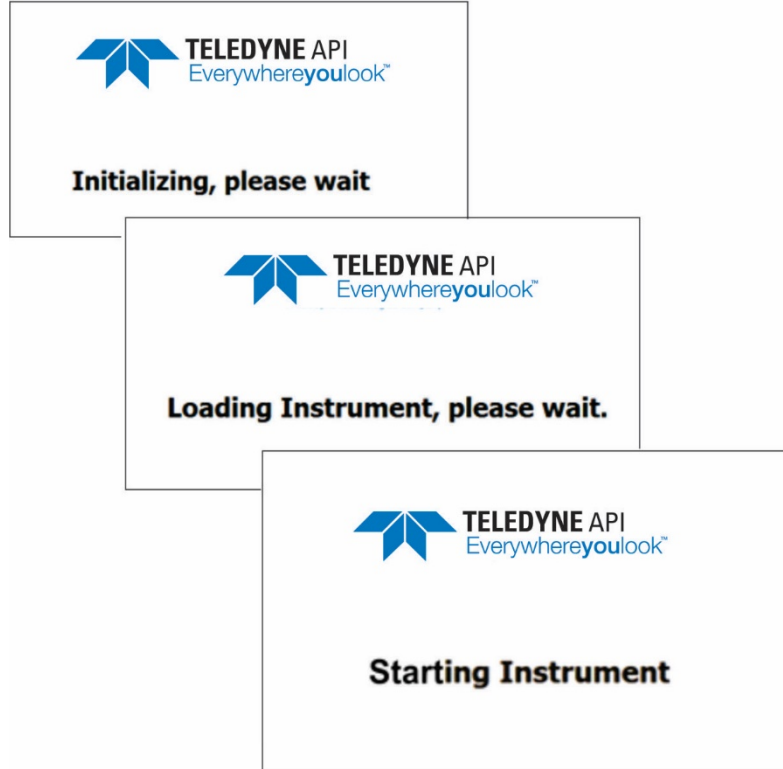 TELEDYNE API
Everywhereyoulook™
Initializing, please wait
TELEDYNE API
Everywhereyoulook™
Loading Instrument, please wait.
TELEDYNE API
Everywhereyoulook™
Starting Instrument